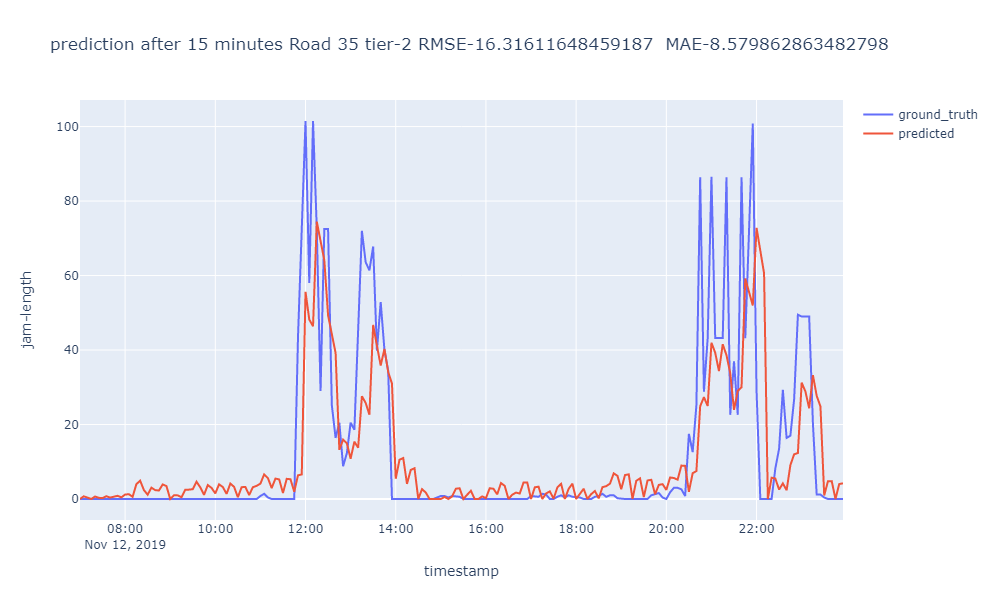 prediction after 15 minutes Road 35 tier-2 RMSE-16.31611648459187  MAE-8.579862863482798
ground_truth
predicted
jam-length
100
80
60
40
20
0
08:00 10:00 12:00 14:00 16:00 18:00 20:00 22:00
Nov 12, 2019
timestamp